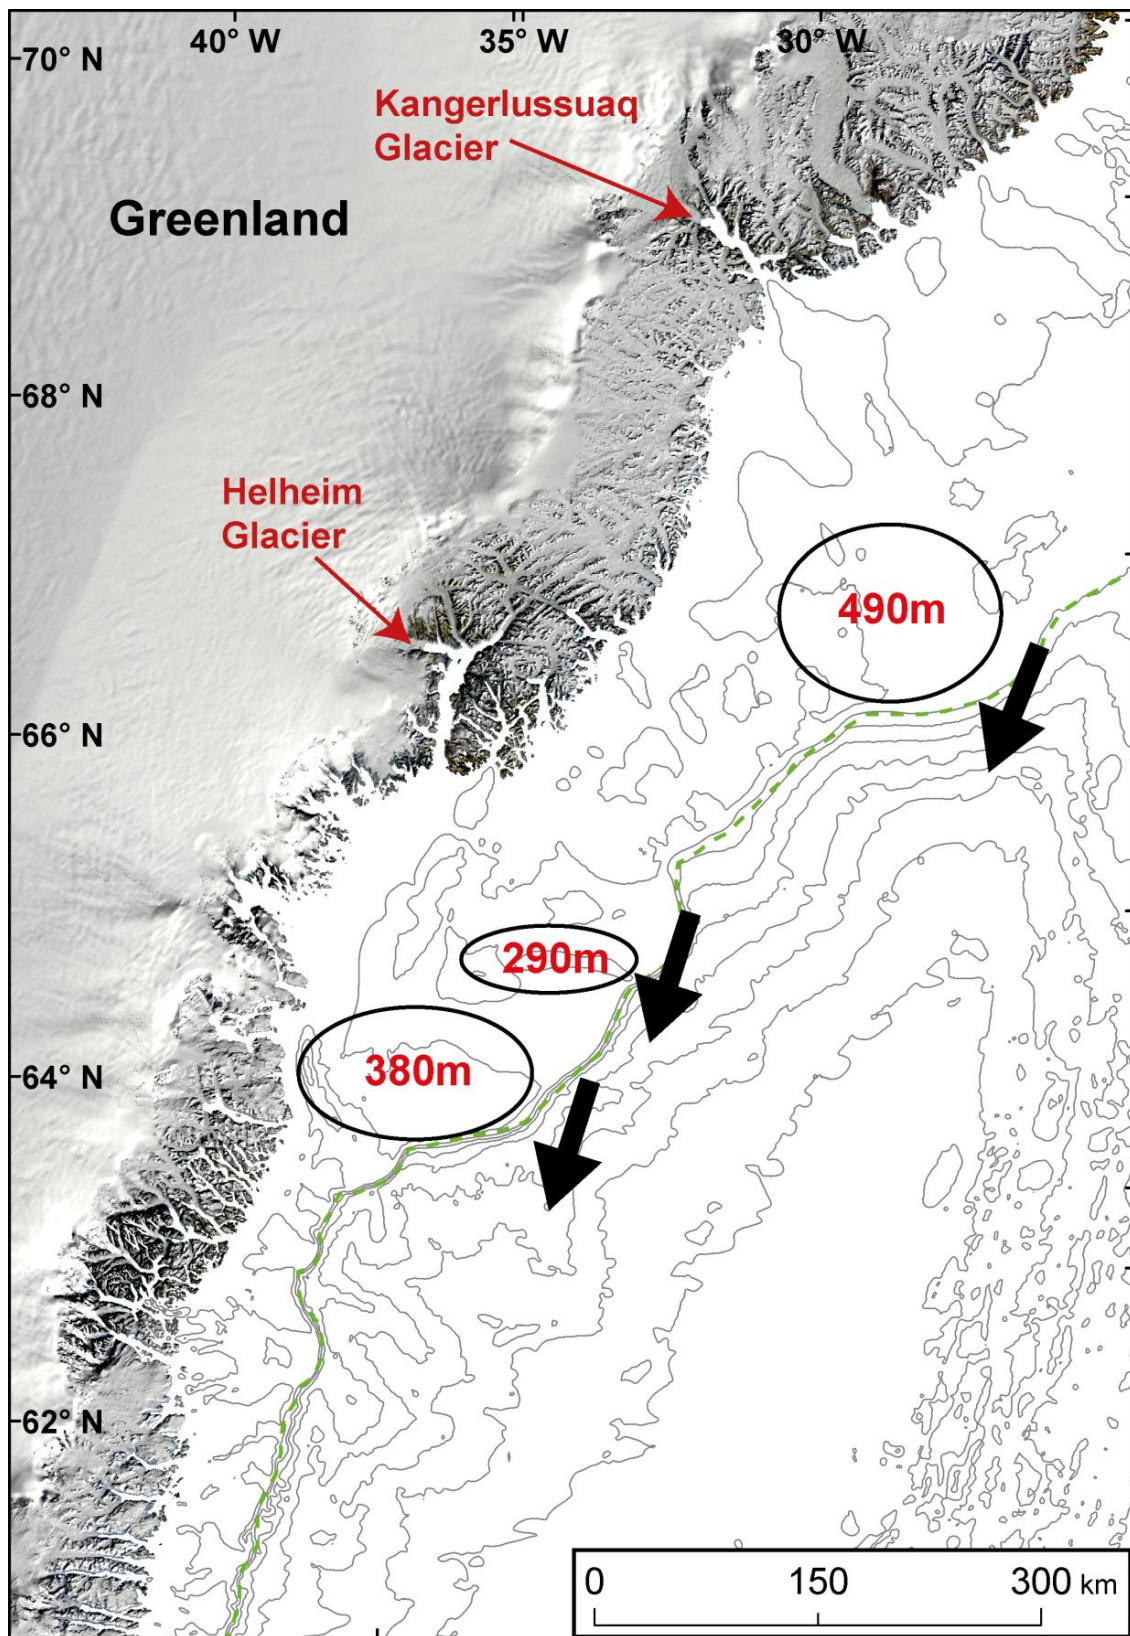 40° W
35° W
30° W
70° N
Kangerlussuaq
Glacier
Greenland
68° N
Helheim
Glacier
490m
66° N
290m
380m
64° N
62° N
0
150
300 km